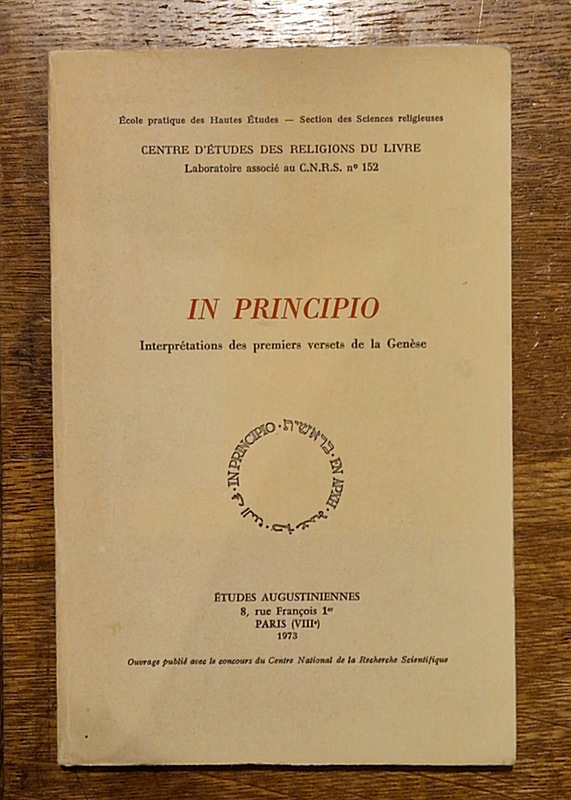 École pratique des Hautes Études — Section des Sciences religieuses
CENTRE D'ÉTUDES DES RELIGIONS DU LIVRE
Laboratoire associé au C.N.R.S. nº 152
IN PRINCIPIO
Interprétations des premiers versets de la Genèse
IN PRINCIPIO · בראשית · ΕΝ ΑΡΧΗ ·
ÉTUDES AUGUSTINIENNES
8, rue François 1er
PARIS (VIIIe)
1973
Ouvrage publié avec le concours du Centre National de la Recherche Scientifique